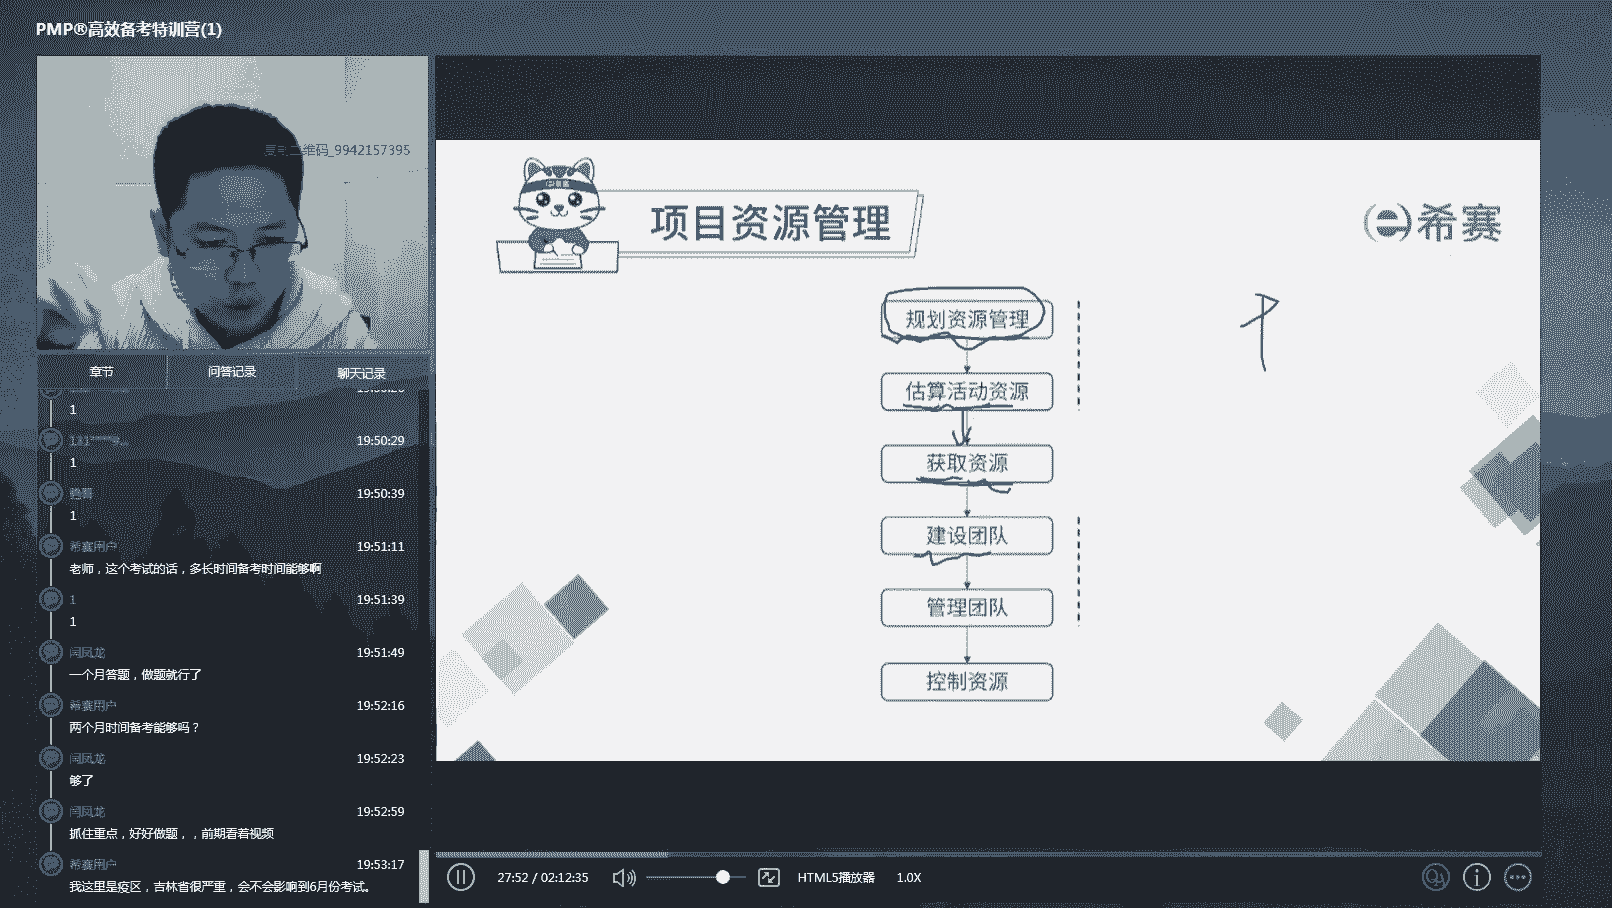 PMP®高效备考特训营(1)
二维码_9942157395
项目资源管理
希赛
规划资源管理
估算活动资源
获取资源
建设团队
管理团队
控制资源
章节
问答记录
聊天记录
1
19:50:29
1
19:50:39
1
希赛用户
19:51:11
老师，这个考试的话，多长时间备考时间能够啊
1
19:51:39
1
闫凤龙
19:51:49
一个月答题，做题就行了
希赛用户
19:52:16
两个月时间备考能够吗？
闫凤龙
19:52:23
够了
闫凤龙
19:52:59
抓住重点，好好做题，，前期看着视频
希赛用户
19:53:17
我这里是疫区，吉林省很严重，会不会影响到6月份考试。
27:52 / 02:12:35
HTML5播放器
1.0X